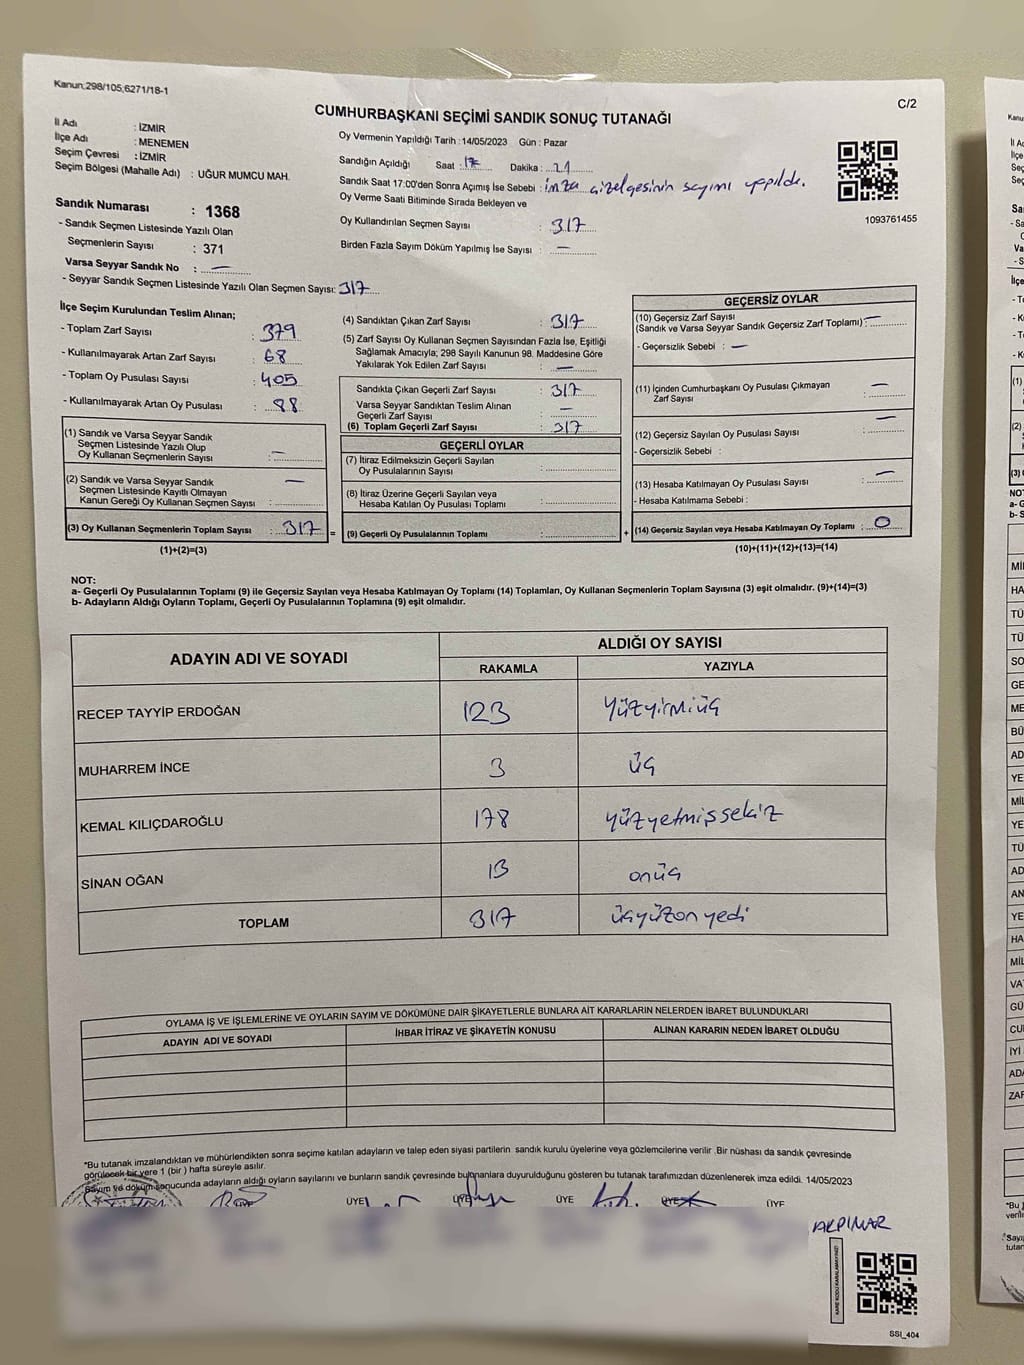 Kanun;298/105;6271/18-1
C/2
CUMHURBAŞKANI SEÇİMİ SANDIK SONUÇ TUTANAĞI
İl Adı : İZMİR
İlçe Adı : MENEMEN
Seçim Çevresi : İZMİR
Seçim Bölgesi (Mahalle Adı) : UĞUR MUMCU MAH.
Oy Vermenin Yapıldığı Tarih : 14/05/2023 Gün : Pazar
Sandığın Açıldığı Saat : 17 Dakika : 21
Sandık Saat 17:00'den Sonra Açımış İse Sebebi : imza çizelgesinin sayımı yapıldı.
Oy Verme Saati Bitiminde Sırada Bekleyen ve
Oy Kullandırılan Seçmen Sayısı : 317
Birden Fazla Sayım Döküm Yapılmış İse Sayısı : —
1093761455
Sandık Numarası : 1368
- Sandık Seçmen Listesinde Yazılı Olan
Seçmenlerin Sayısı : 371
Varsa Seyyar Sandık No : —
- Seyyar Sandık Seçmen Listesinde Yazılı Olan Seçmen Sayısı: 317
İlçe Seçim Kurulundan Teslim Alınan;
- Toplam Zarf Sayısı : 379
- Kullanılmayarak Artan Zarf Sayısı : 68
- Toplam Oy Pusulası Sayısı : 405
- Kullanılmayarak Artan Oy Pusulası : 88
(1) Sandık ve Varsa Seyyar Sandık
Seçmen Listesinde Yazılı Olup
Oy Kullanan Seçmenlerin Sayısı : —
(2) Sandık ve Varsa Seyyar Sandık
Seçmen Listesinde Kayıtlı Olmayan
Kanun Gereği Oy Kullanan Seçmen Sayısı : —
(3) Oy Kullanan Seçmenlerin Toplam Sayısı : 317
(1)+(2)=(3)
(4) Sandıktan Çıkan Zarf Sayısı : 317
(5) Zarf Sayısı Oy Kullanan Seçmen Sayısından Fazla İse, Eşitliği
Sağlamak Amacıyla; 298 Sayılı Kanunun 98. Maddesine Göre
Yakılarak Yok Edilen Zarf Sayısı : —
Sandıkta Çıkan Geçerli Zarf Sayısı : 317
Varsa Seyyar Sandıktan Teslim Alınan
Geçerli Zarf Sayısı : —
(6) Toplam Geçerli Zarf Sayısı : 317
GEÇERLİ OYLAR
(7) İtiraz Edilmeksizin Geçerli Sayılan
Oy Pusulalarının Sayısı :
(8) İtiraz Üzerine Geçerli Sayılan veya
Hesaba Katılan Oy Pusulaları Toplamı :
= (9) Geçerli Oy Pusulalarının Toplamı : +
GEÇERSİZ OYLAR
(10) Geçersiz Zarf Sayısı
(Sandık ve Varsa Seyyar Sandık Geçersiz Zarf Toplamı) : —
- Geçersizlik Sebebi : —
(11) İçinden Cumhurbaşkanı Oy Pusulası Çıkmayan
Zarf Sayısı : —
(12) Geçersiz Sayılan Oy Pusulası Sayısı : —
- Geçersizlik Sebebi :
(13) Hesaba Katılmayan Oy Pusulası Sayısı : —
- Hesaba Katılmama Sebebi :
(14) Geçersiz Sayılan veya Hesaba Katılmayan Oy Toplamı : 0
(10)+(11)+(12)+(13)=(14)
NOT:
a- Geçerli Oy Pusulalarının Toplamı (9) ile Geçersiz Sayılan veya Hesaba Katılmayan Oy Toplamı (14) Toplamları, Oy Kullanan Seçmenlerin Toplam Sayısına (3) eşit olmalıdır. (9)+(14)=(3)
b- Adayların Aldığı Oyların Toplamı, Geçerli Oy Pusulalarının Toplamına (9) eşit olmalıdır.
ADAYIN ADI VE SOYADI ALDIĞI OY SAYISI
RAKAMLA YAZIYLA
RECEP TAYYİP ERDOĞAN 123 Yüzyirmiüç
MUHARREM İNCE 3 üç
KEMAL KILIÇDAROĞLU 178 yüzyetmişsekiz
SİNAN OĞAN 13 onüç
TOPLAM 317 üçyüzonyedi
OYLAMA İŞ VE İŞLEMLERİNE VE OYLARIN SAYIM VE DÖKÜMÜNE DAİR ŞİKAYETLERLE BUNLARA AİT KARARLARIN NELERDEN İBARET BULUNDUKLARI
ADAYIN ADI VE SOYADI İHBAR İTİRAZ VE ŞİKAYETİN KONUSU ALINAN KARARIN NEDEN İBARET OLDUĞU
*Bu tutanak imzalandıktan ve mühürlendikten sonra seçime katılan adayların ve talep eden siyasi partilerin sandık kurulu üyelerine veya gözlemcilerine verilir .Bir nüshası da sandık çevresinde
görülecek bir yere 1 (bir ) hafta süreyle asılır.
Sayım ve döküm sonucunda adayların aldığı oyların sayılarını ve bunların sandık çevresinde bulunanlara duyurulduğunu gösteren bu tutanak tarafımızdan düzenlenerek imza edildi. 14/05/2023
ÜYE ÜYE ÜYE ÜYE ÜYE ÜYE
AKPINAR
KARE KODU KARALAMAYINIZ!
SSI_404